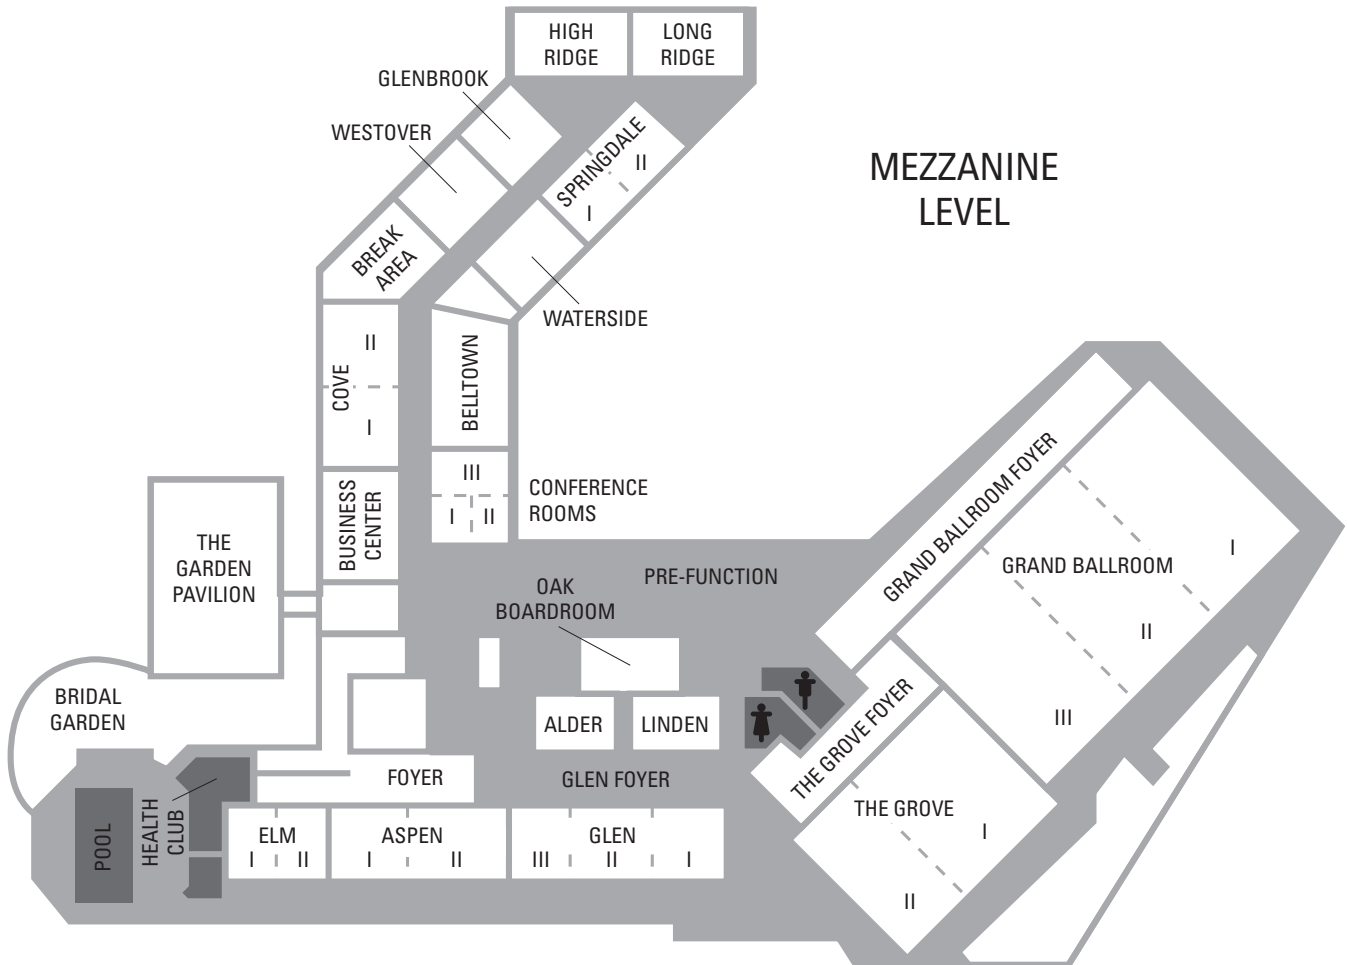 HIGH
RIDGE
LONG
RIDGE
GLENBROOK
WESTOVER
SPRINGDALE
II
I
MEZZANINE
LEVEL
BREAK
AREA
WATERSIDE
COVE
II
I
BELLTOWN
III
I
II
CONFERENCE
ROOMS
BUSINESS
CENTER
THE
GARDEN
PAVILION
PRE-FUNCTION
OAK
BOARDROOM
GRAND BALLROOM FOYER
GRAND BALLROOM
I
II
III
BRIDAL
GARDEN
ALDER
LINDEN
THE GROVE FOYER
FOYER
GLEN FOYER
THE GROVE
I
II
POOL
HEALTH
CLUB
ELM
I
II
ASPEN
I
II
GLEN
III
II
I